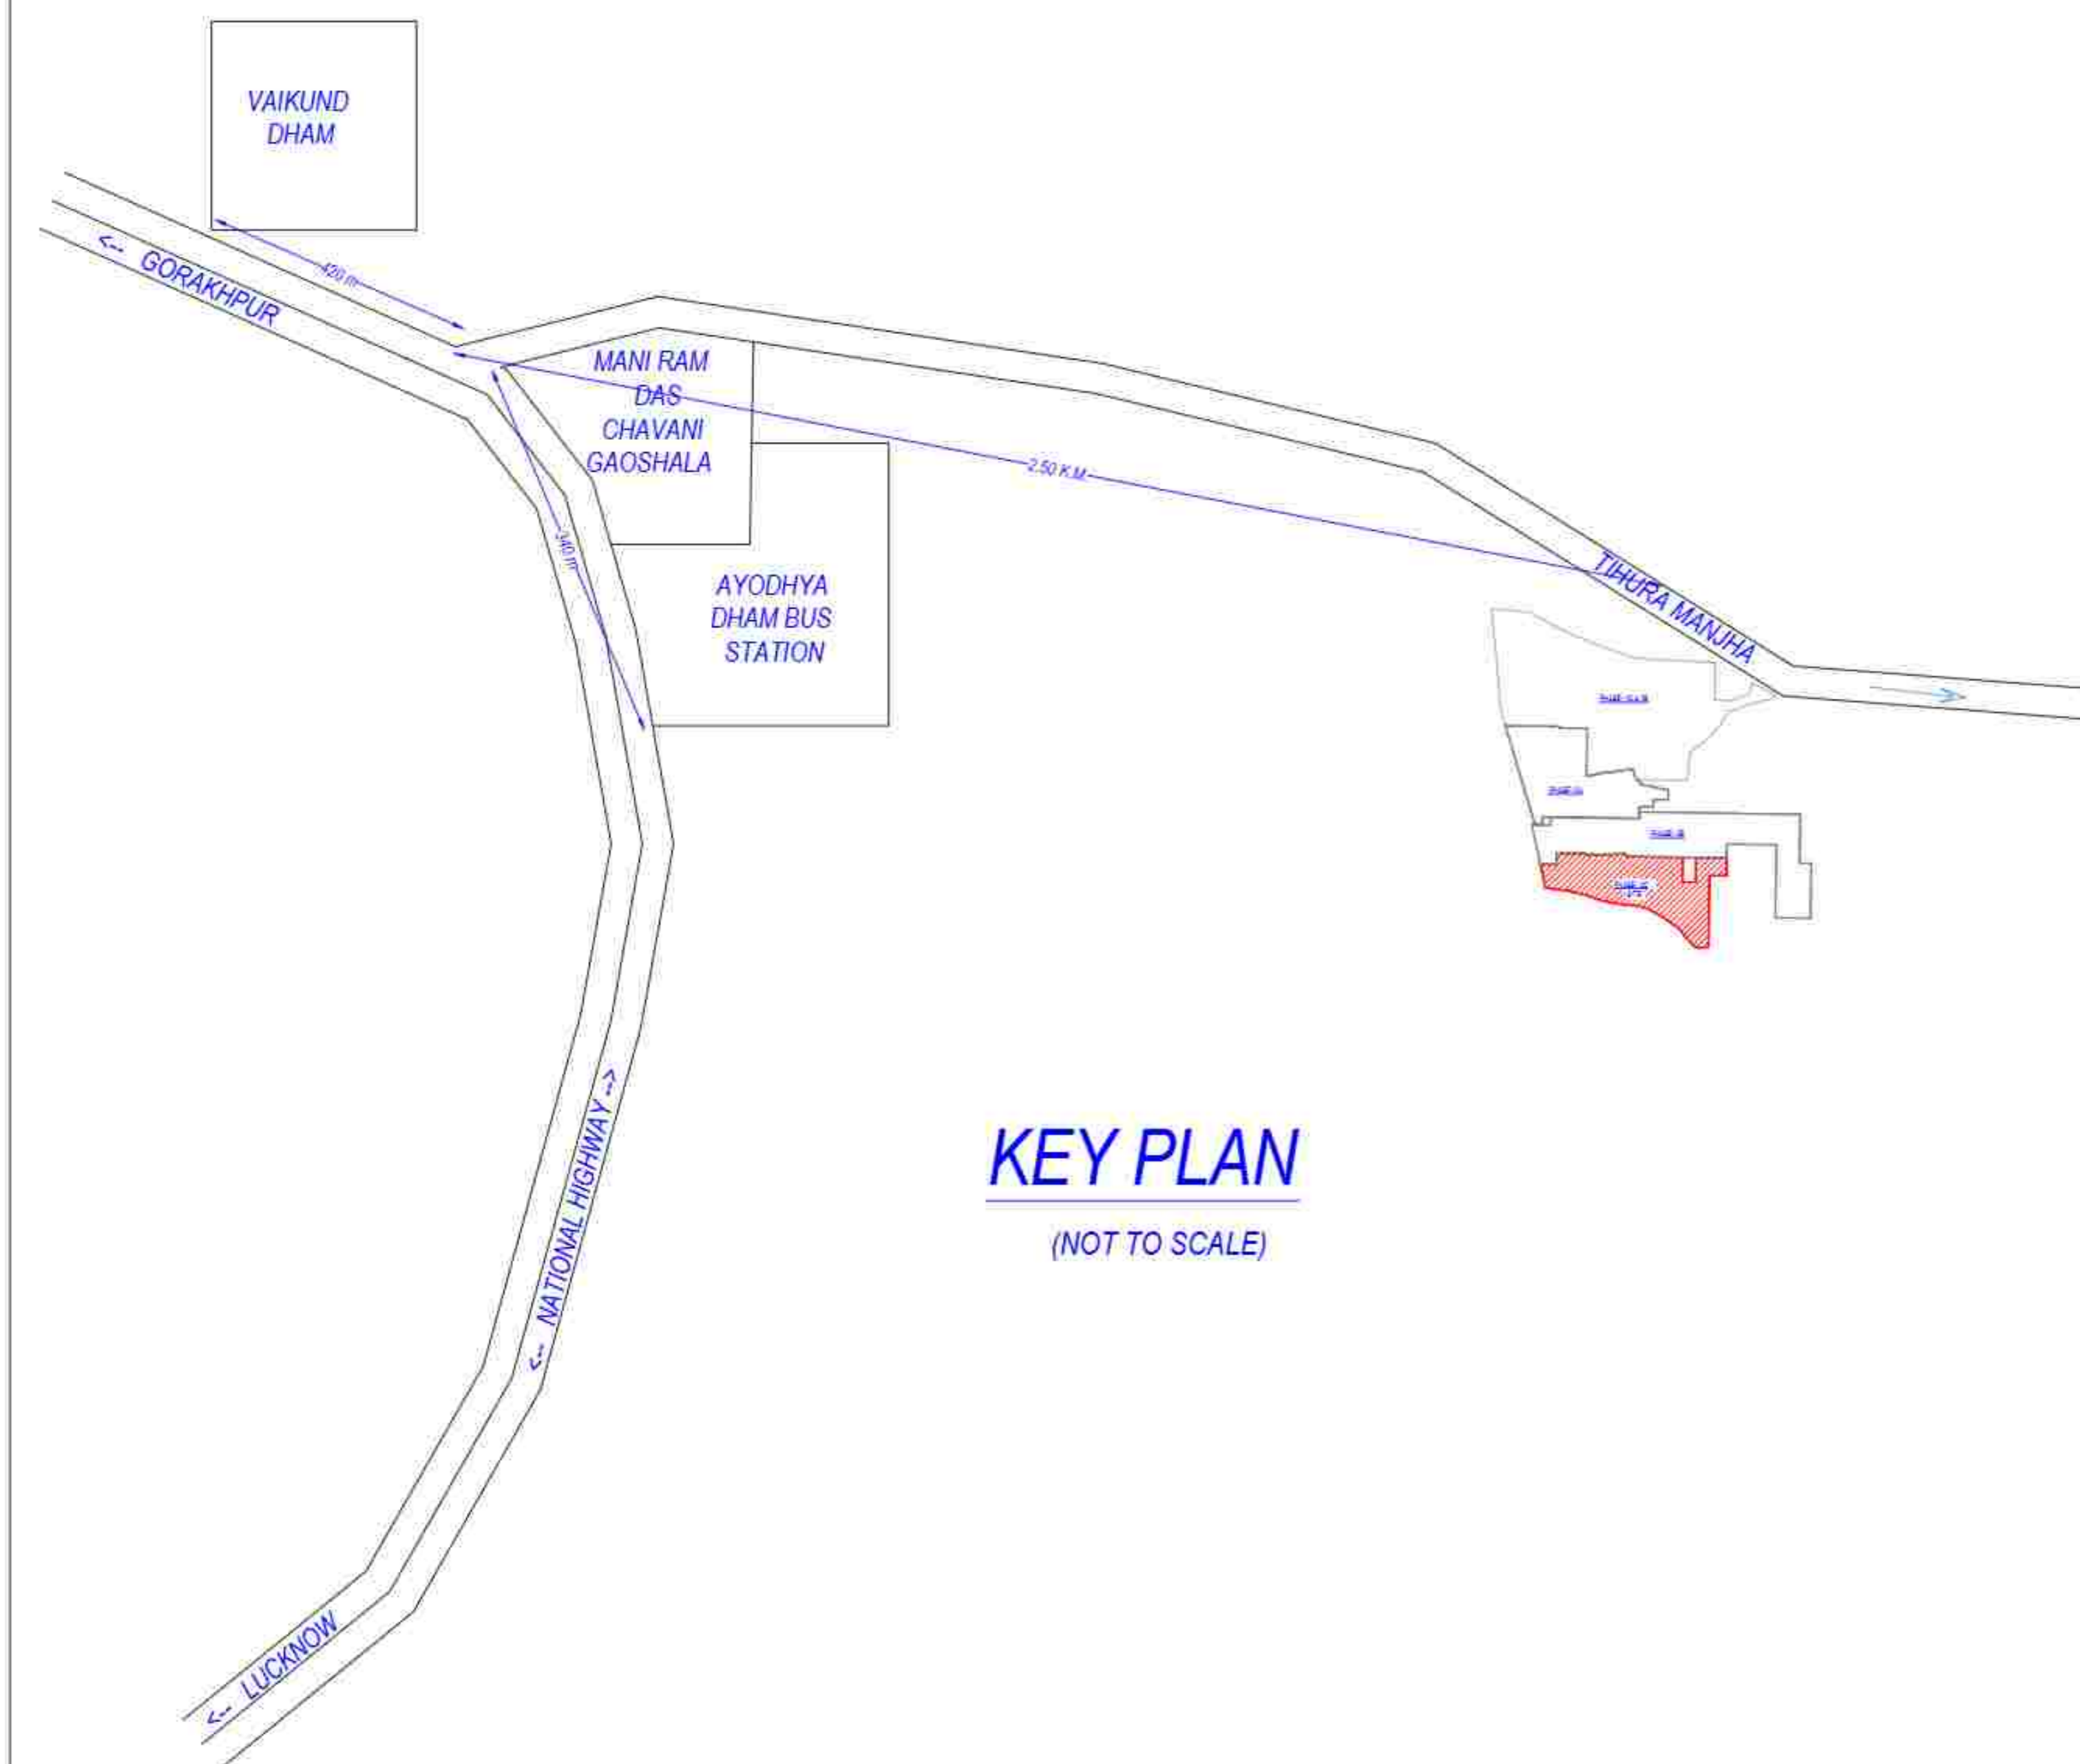 VAIKUND
DHAM
<-- GORAKHPUR
420 m
MANI RAM
DAS
CHAVANI
GAOSHALA
2.50 K.M
340 m
AYODHYA
DHAM BUS
STATION
TIHURA MANJHA
<-- NATIONAL HIGHWAY -->
KEY PLAN
(NOT TO SCALE)
<-- LUCKNOW